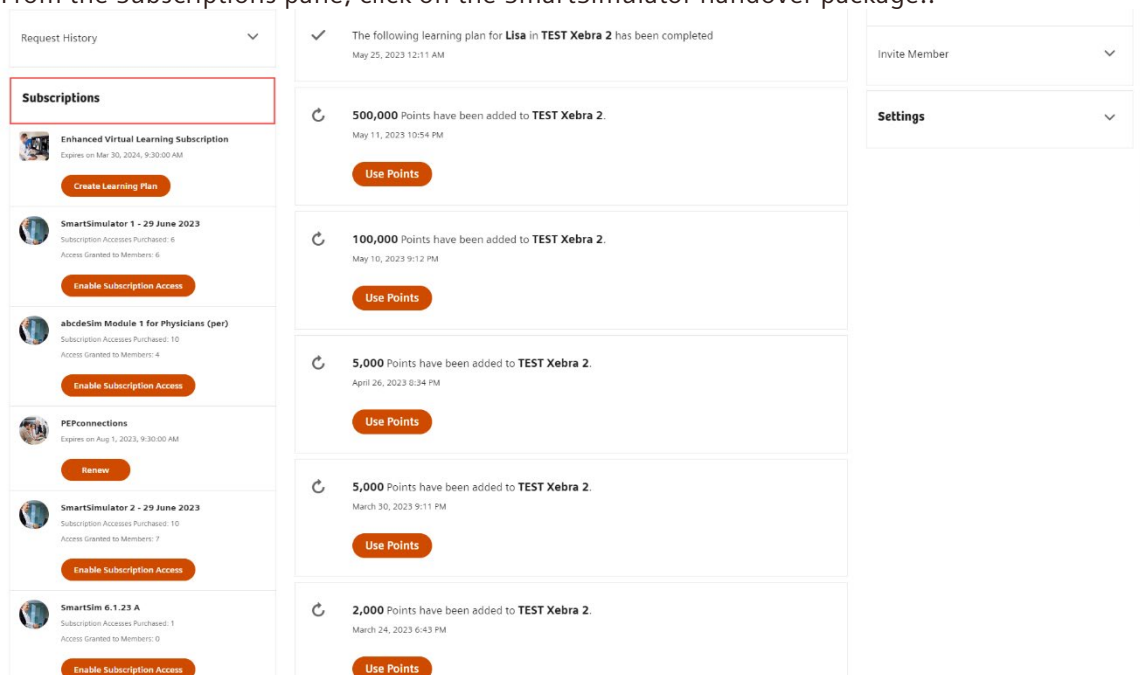 From the Subscriptions pane, click on the SmartSimulator handover package..
Request History
Subscriptions
Enhanced Virtual Learning Subscription
Expires on Mar 30, 2024, 9:30:00 AM
Create Learning Plan
SmartSimulator 1 - 29 June 2023
Subscription Accesses Purchased: 6
Access Granted to Members: 6
Enable Subscription Access
abcdeSim Module 1 for Physicians (per)
Subscription Accesses Purchased: 10
Access Granted to Members: 4
Enable Subscription Access
PEPconnections
Expires on Aug 1, 2023, 9:30:00 AM
Renew
SmartSimulator 2 - 29 June 2023
Subscription Accesses Purchased: 10
Access Granted to Members: 7
Enable Subscription Access
SmartSim 6.1.23 A
Subscription Accesses Purchased: 1
Access Granted to Members: 0
Enable Subscription Access
The following learning plan for Lisa in TEST Xebra 2 has been completed
May 25, 2023 12:11 AM
500,000 Points have been added to TEST Xebra 2.
May 11, 2023 10:54 PM
Use Points
100,000 Points have been added to TEST Xebra 2.
May 10, 2023 9:12 PM
Use Points
5,000 Points have been added to TEST Xebra 2.
April 26, 2023 8:34 PM
Use Points
5,000 Points have been added to TEST Xebra 2.
March 30, 2023 9:11 PM
Use Points
2,000 Points have been added to TEST Xebra 2.
March 24, 2023 6:43 PM
Use Points
Invite Member
Settings